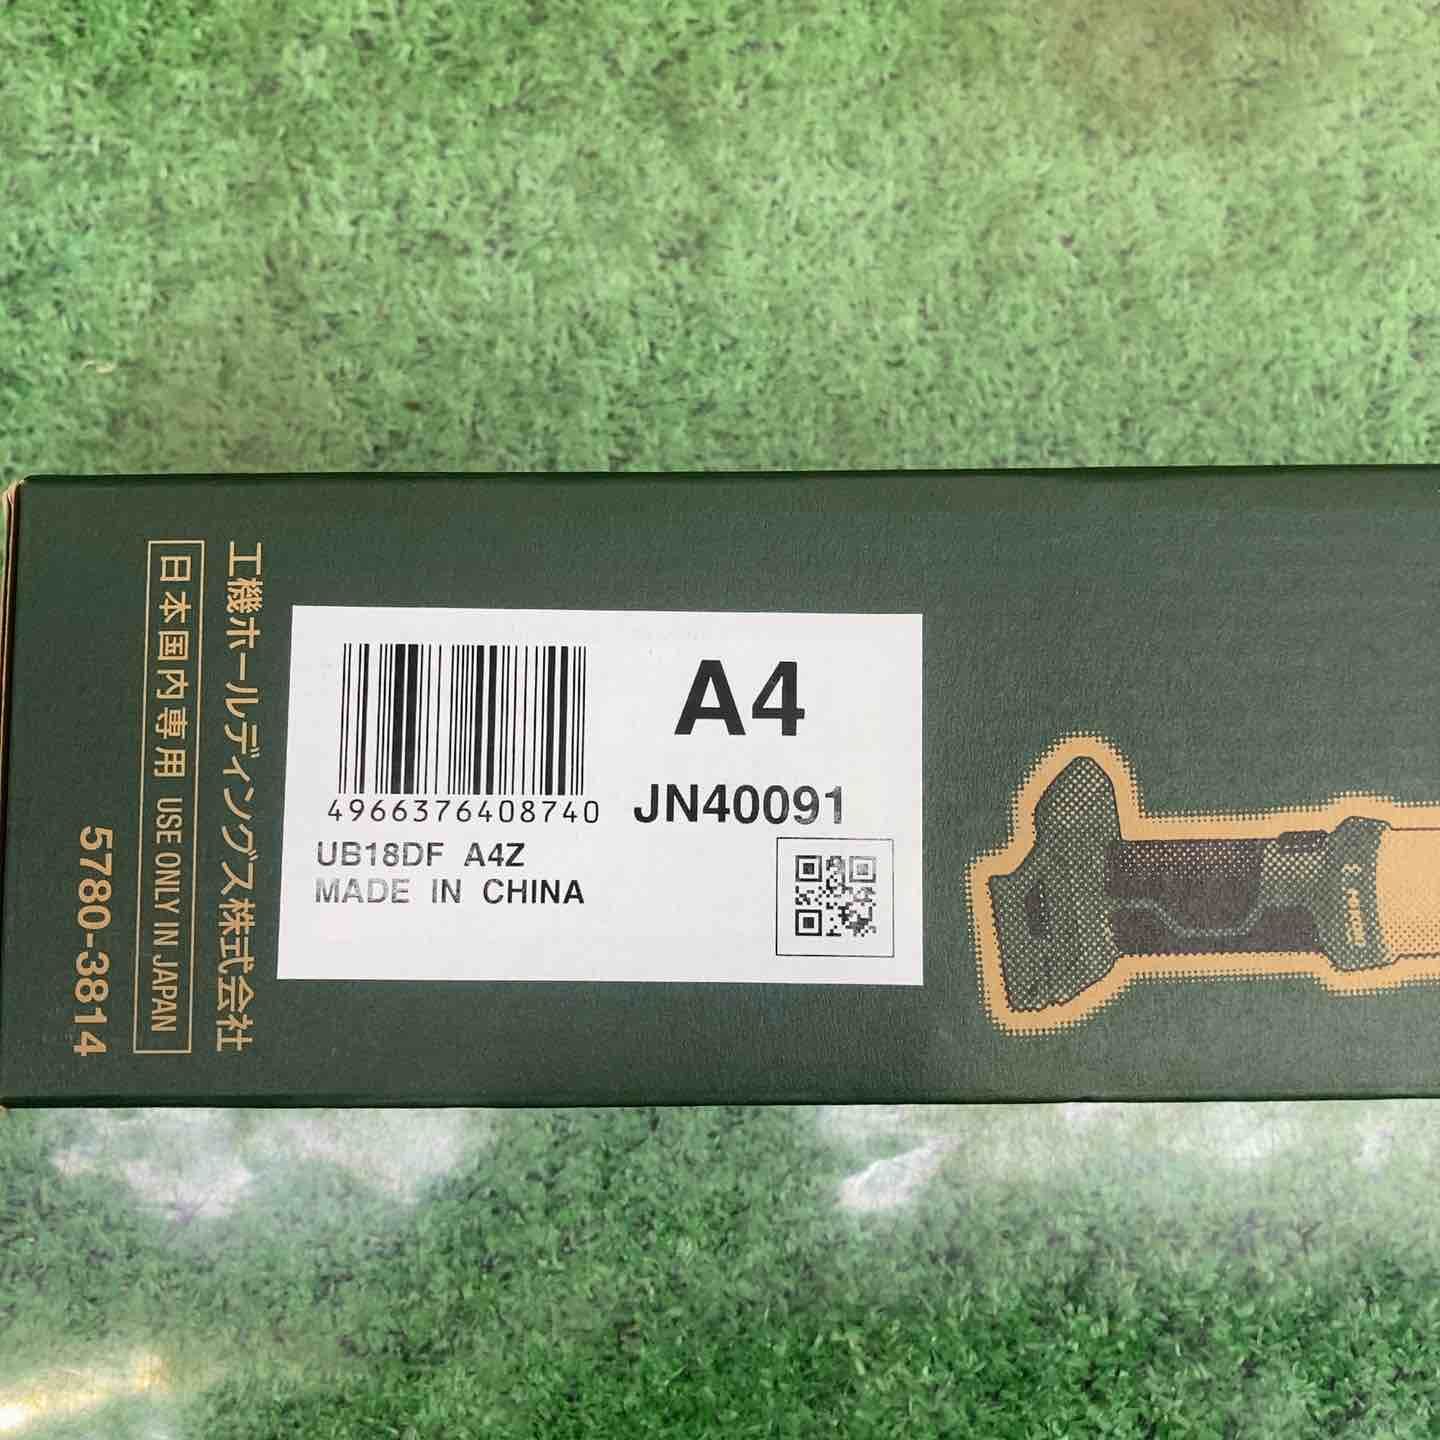 工機ホールディングス株式会社
日本国内専用 USE ONLY IN JAPAN
5780-3814
4966376408740
UB18DF A4Z
MADE IN CHINA
A4
JN40091